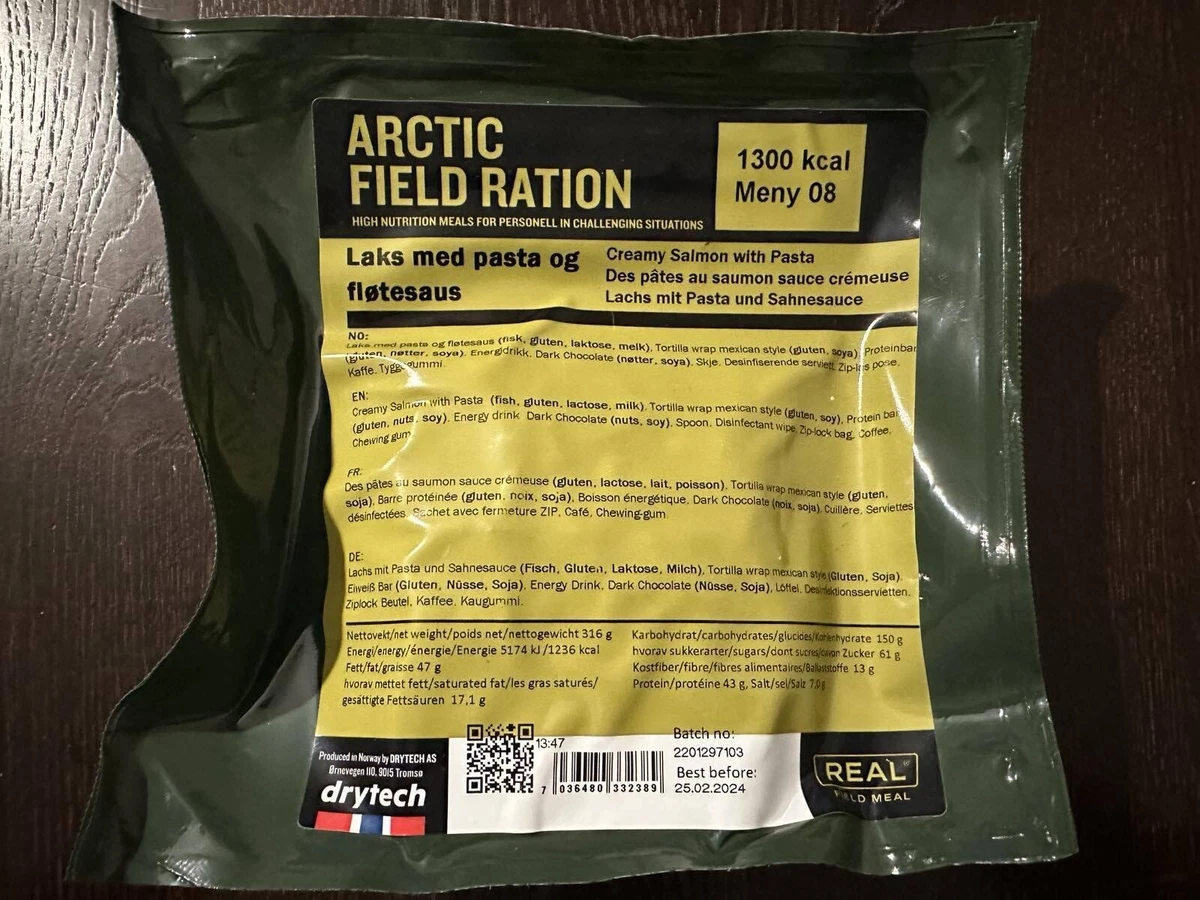 ARCTIC
FIELD RATION
HIGH NUTRITION MEALS FOR PERSONELL IN CHALLENGING SITUATIONS
1300 kcal
Meny 08
Laks med pasta og
fløtesaus
Creamy Salmon with Pasta
Des pâtes au saumon sauce crémeuse
Lachs mit Pasta und Sahnesauce
NO:
Laks med pasta og fløtesaus (fisk, gluten, laktose, melk). Tortilla wrap mexican style (gluten, soya). Proteinbar
(gluten, nøtter, soya). Energidrikk. Dark Chocolate (nøtter, soya). Skje. Desinfiserende serviett. Zip-lås pose.
Kaffe. Tyggegummi.
EN:
Creamy Salmon with Pasta (fish, gluten, lactose, milk). Tortilla wrap mexican style (gluten, soy), Protein bar
(gluten, nuts, soy). Energy drink Dark Chocolate (nuts, soy). Spoon. Disinfectant wipe. Zip-lock bag. Coffee.
Chewing gum
FR:
Des pâtes au saumon sauce crémeuse (gluten, lactose, lait, poisson). Tortilla wrap mexican style (gluten,
soja). Barre protéinée (gluten, noix, soja), Boisson énergétique. Dark Chocolate (noix, soja). Cuillère. Serviettes
désinfectées. Sachet avec fermeture ZIP, Café, Chewing-gum
DE:
Lachs mit Pasta und Sahnesauce (Fisch, Gluten, Laktose, Milch), Tortilla wrap mexican style (Gluten, Soja).
Eiweiß Bar (Gluten, Nüsse, Soja), Energy Drink, Dark Chocolate (Nüsse, Soja), Löffel. Desinfektionsservietten.
Ziplock Beutel, Kaffee. Kaugummi.
Nettovekt/net weight/poids net/nettogewicht 316 g
Energi/energy/énergie/Energie 5174 kJ /1236 kcal
Fett/fat/graisse 47 g
hvorav mettet fett/saturated fat/les gras saturés/
gesättigte Fettsäuren 17,1 g
Karbohydrat/carbohydrates/glucides/Kohlenhydrate 150 g
hvorav sukkerarter/sugars/dont sucres/davon Zucker 61 g
Kostfiber/fibre/fibres alimentaires/Ballaststoffe 13 g
Protein/protéine 43 g, Salt/sel/Salz 7,0g
Produced in Norway by DRYTECH AS
Ørnevegen 110, 9015 Tromsø
drytech
13:47
7 036480 332389
Batch no:
2201297103
Best before:
25.02.2024
REAL
FIELD MEAL